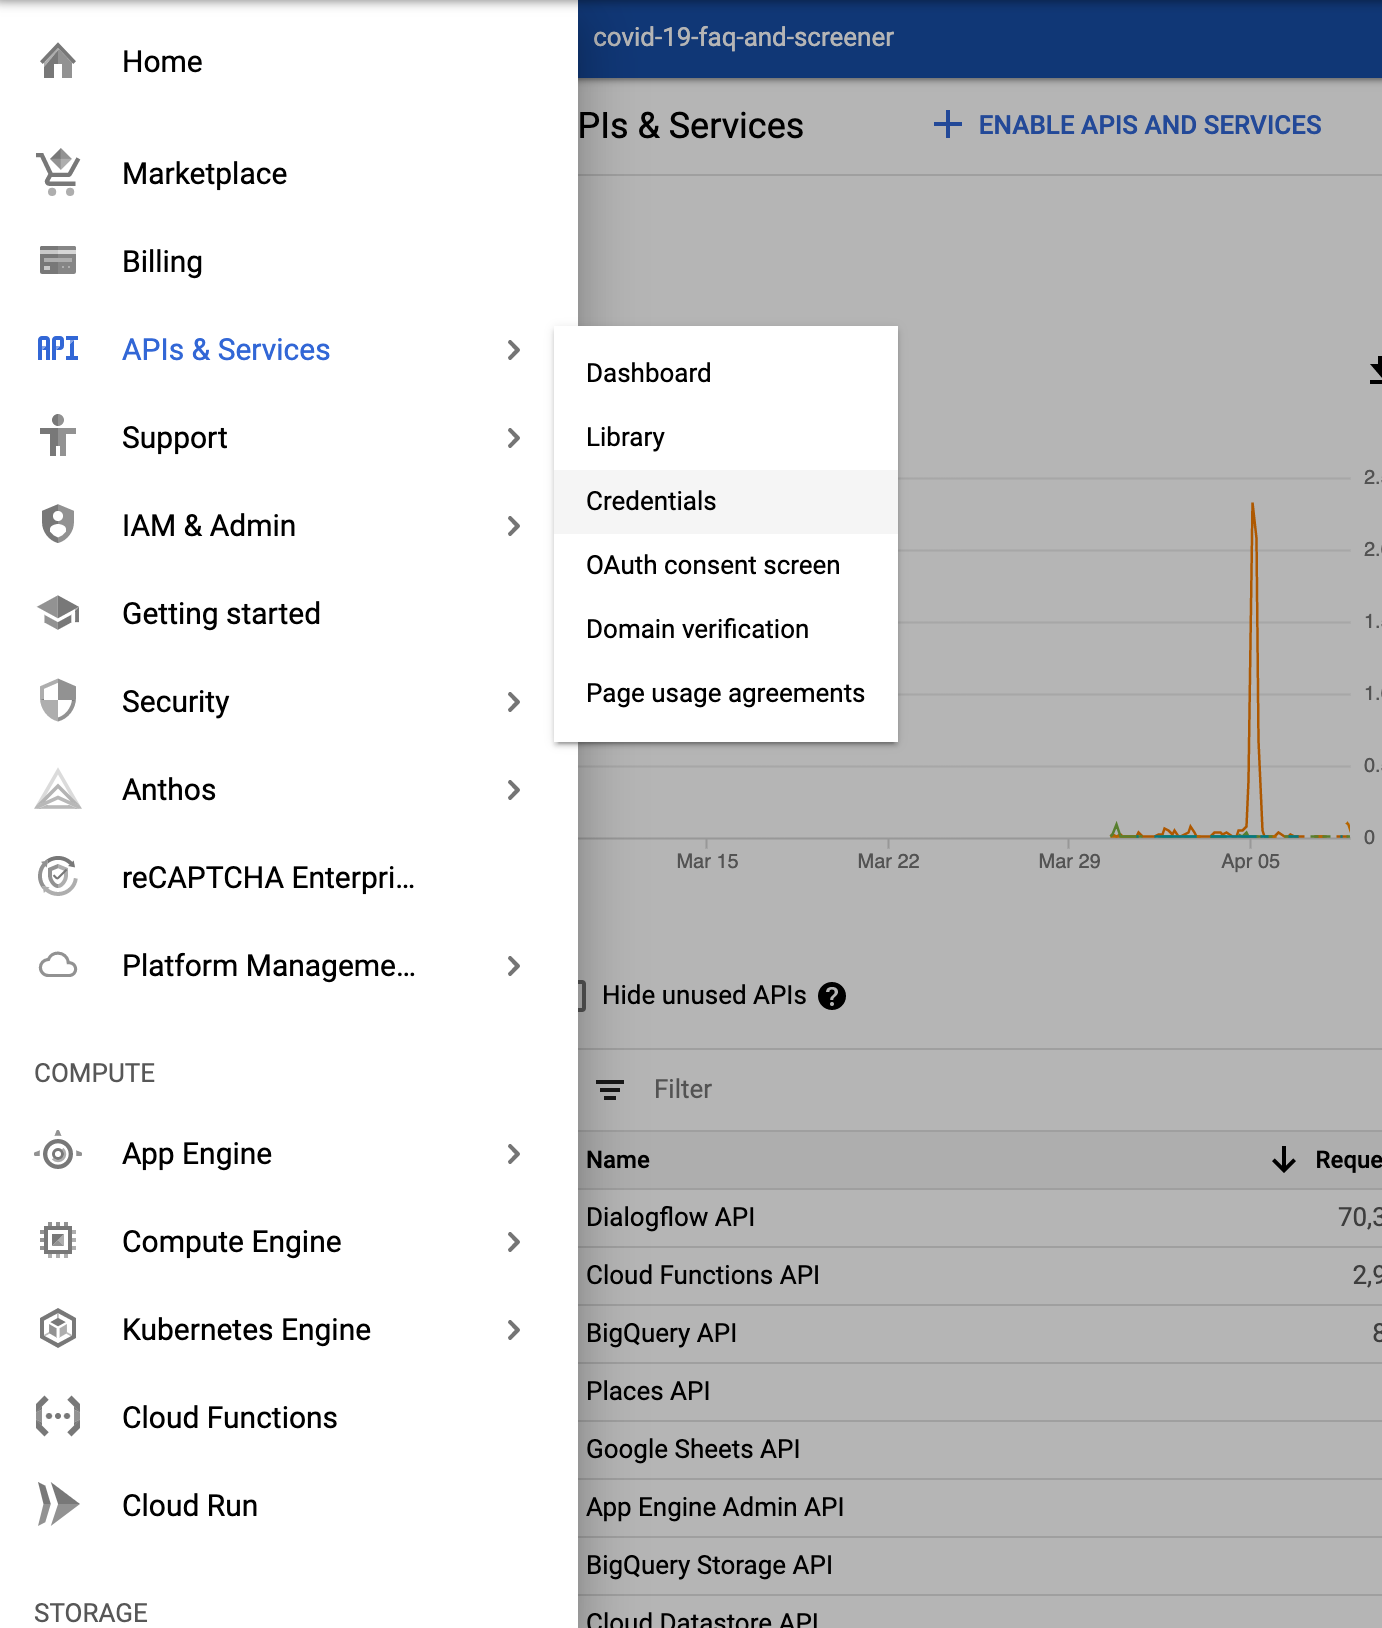 Home
Marketplace
Billing
API APIs & Services
Support
IAM & Admin
Getting started
Security
Anthos
reCAPTCHA Enterpri...
Platform Manageme...
COMPUTE
App Engine
Compute Engine
Kubernetes Engine
Cloud Functions
Cloud Run
STORAGE
Dashboard
Library
Credentials
OAuth consent screen
Domain verification
Page usage agreements
covid-19-faq-and-screener
PIs & Services
ENABLE APIS AND SERVICES
2.
2.
1.
1.
0.
0
Mar 15 Mar 22 Mar 29 Apr 05
Hide unused APIs ?
Filter
Name Reque
Dialogflow API 70,3
Cloud Functions API 2,9
BigQuery API 8
Places API
Google Sheets API
App Engine Admin API
BigQuery Storage API
Cloud Datastore API